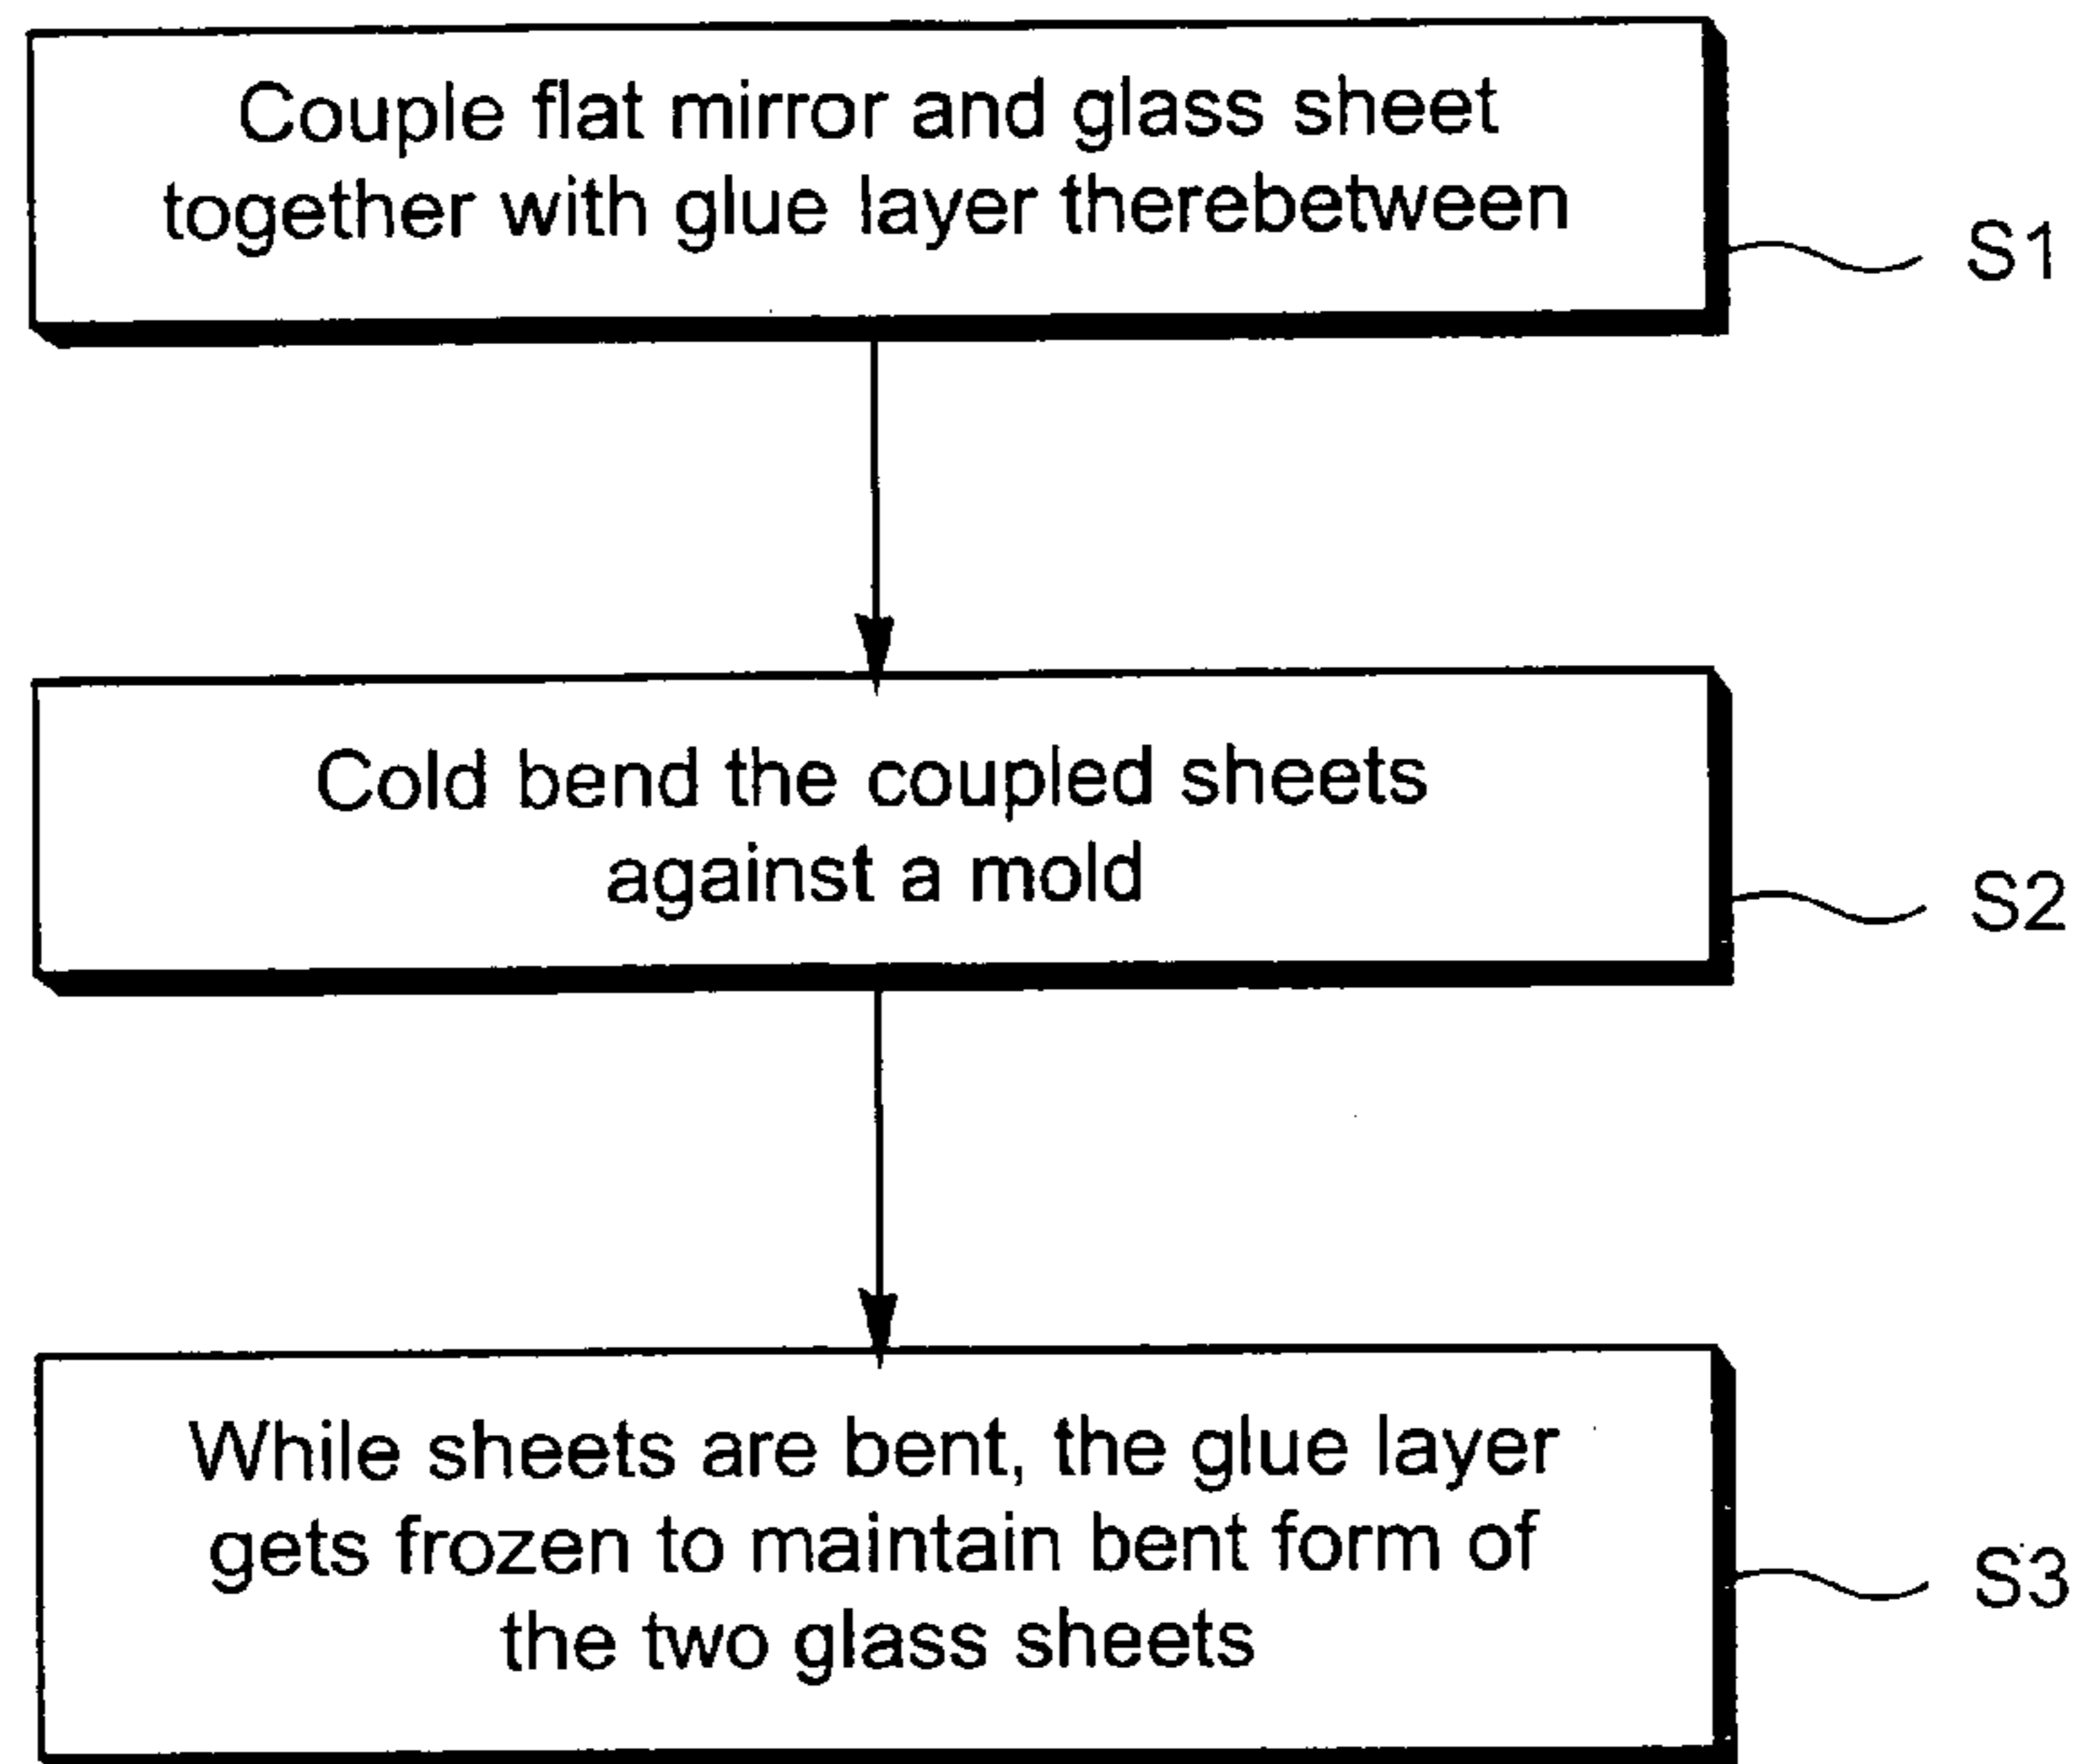 Couple flat mirror and glass sheet
together with glue layer therebetween
S1
Cold bend the coupled sheets
against a mold
S2
While sheets are bent, the glue layer
gets frozen to maintain bent form of
the two glass sheets
S3